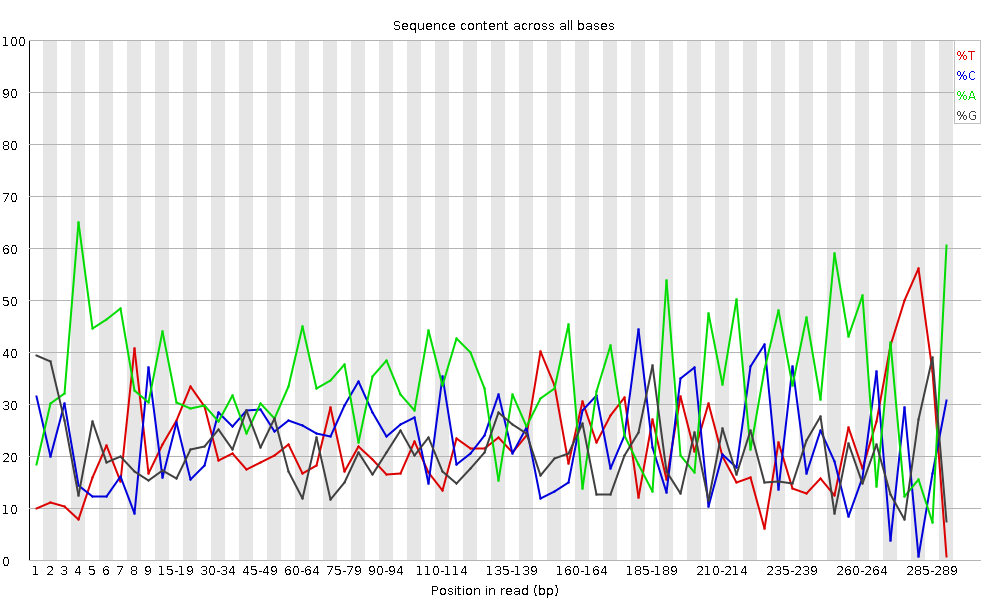 Sequence content across all bases
100
90
80
70
60
50
40
30
20
10
0
%T
%C
%A
%G
1 2 3 4 5 6 7 8 9 15-19 30-34 45-49 60-64 75-79 90-94 110-114 135-139 160-164 185-189 210-214 235-239 260-264 285-289
Position in read (bp)